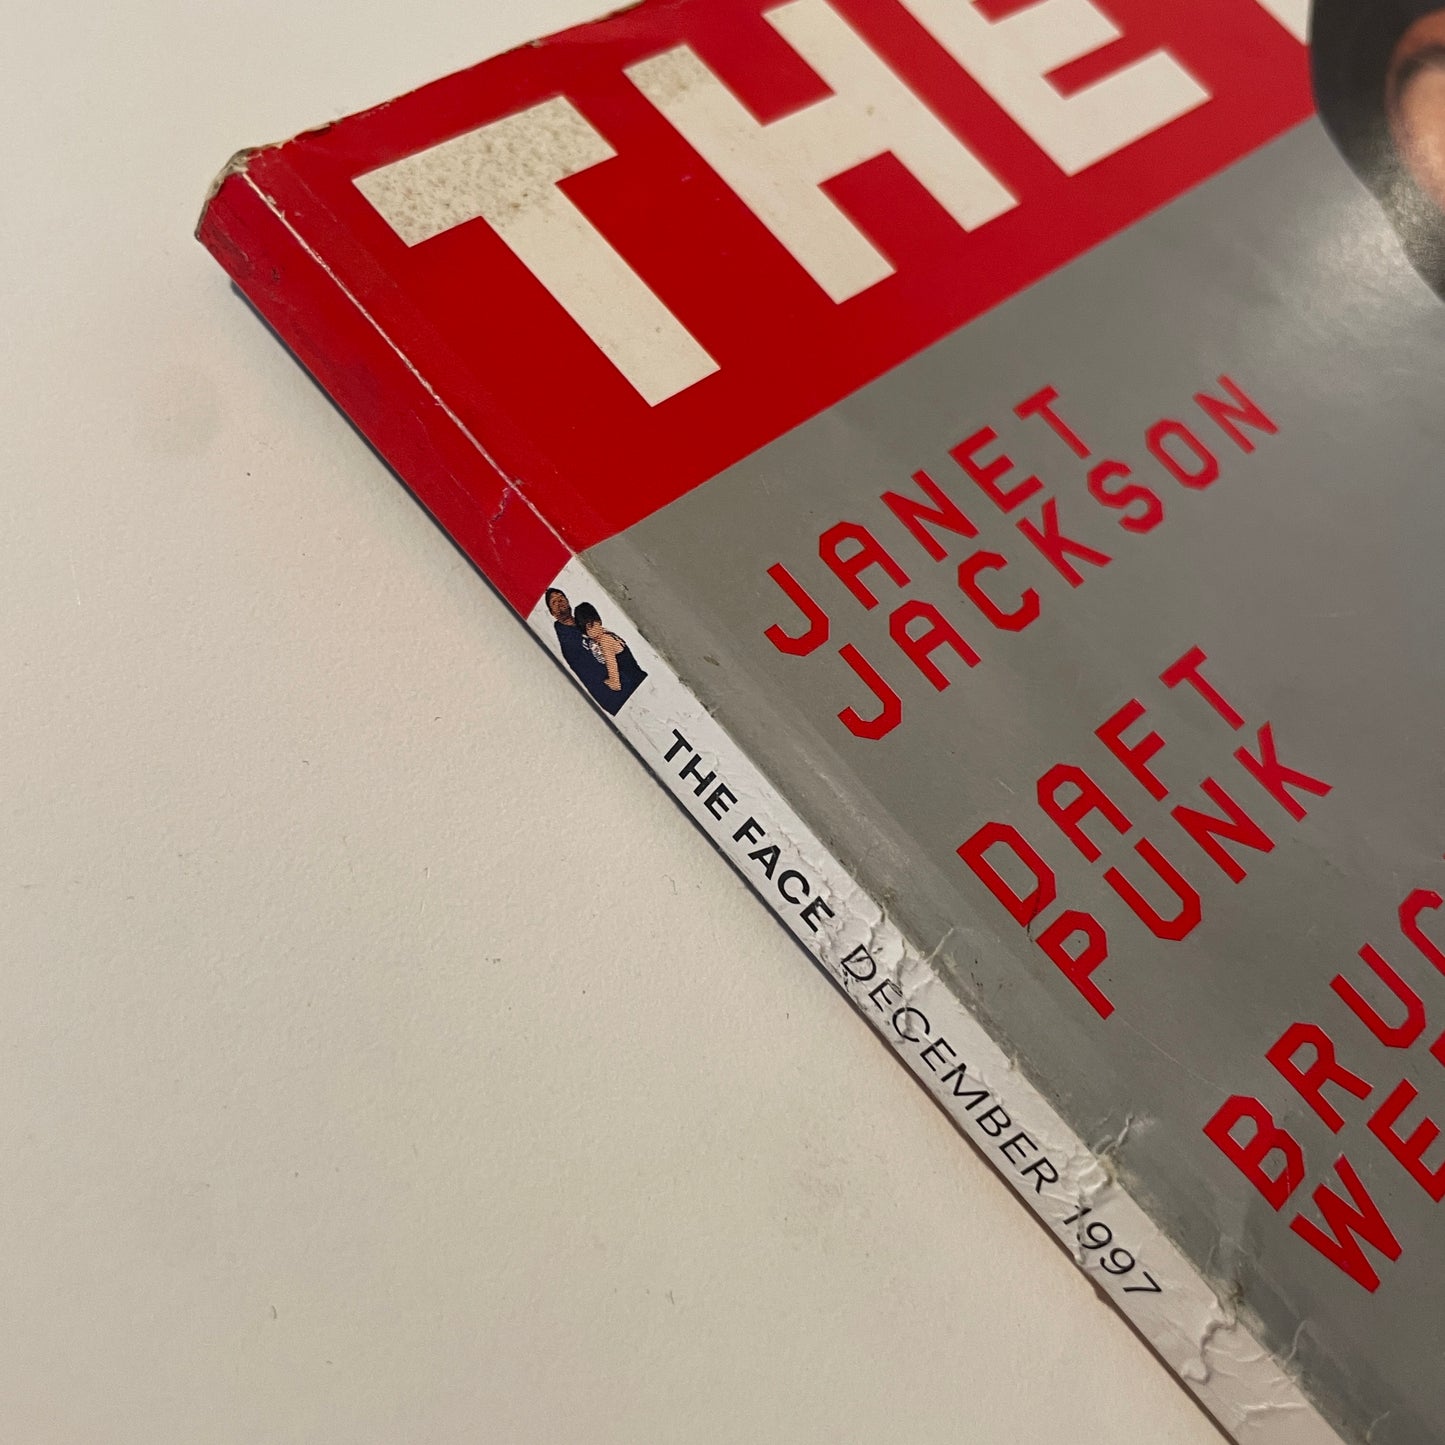 THE
JANET
JACKSON
DAFT
PUNK
THE FACE DECEMBER 1997